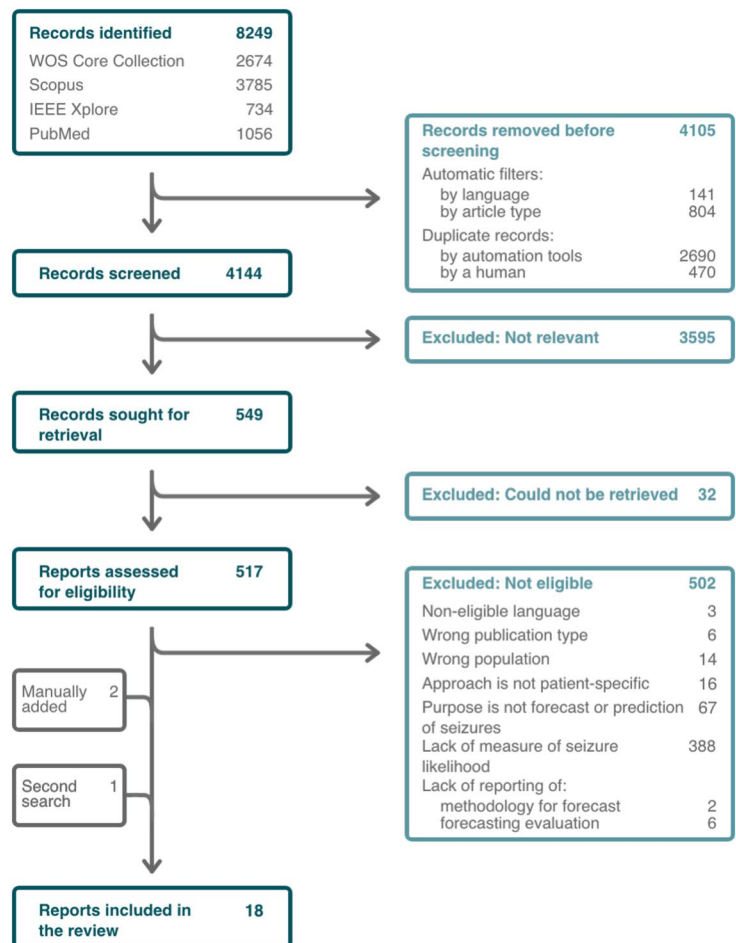 Records identified 8249
WOS Core Collection 2674
Scopus 3785
IEEE Xplore 734
PubMed 1056
Records removed before 4105
screening
Automatic filters:
by language 141
by article type 804
Duplicate records:
by automation tools 2690
by a human 470
Records screened 4144
Excluded: Not relevant 3595
Records sought for 549
retrieval
Excluded: Could not be retrieved 32
Reports assessed 517
for eligibility
Excluded: Not eligible 502
Non-eligible language 3
Wrong publication type 6
Wrong population 14
Approach is not patient-specific 16
Purpose is not forecast or prediction 67
of seizures
Lack of measure of seizure 388
likelihood
Lack of reporting of:
methodology for forecast 2
forecasting evaluation 6
Manually 2
added
Second 1
search
Reports included in 18
the review